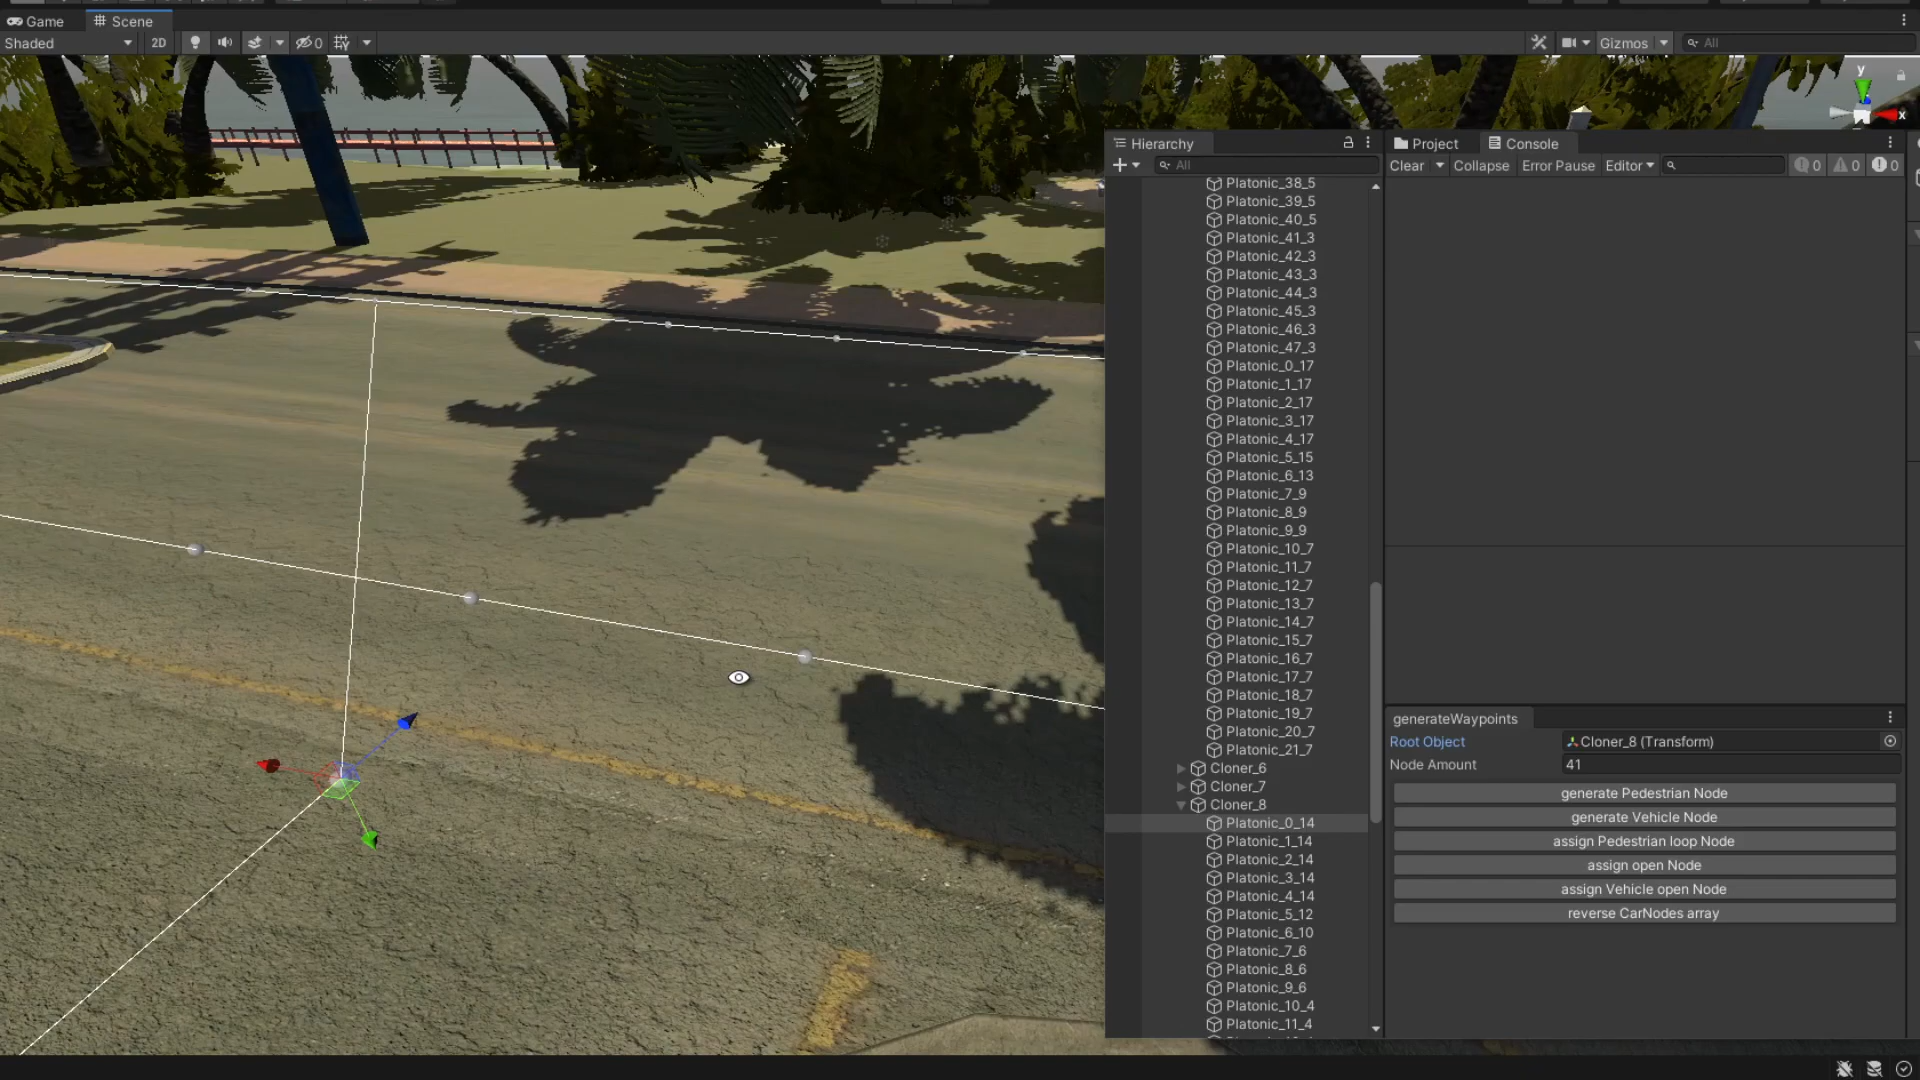 Game
Scene
Shaded
2D
0
Gizmos
All
y
x
Hierarchy
All
Platonic_38_5
Platonic_39_5
Platonic_40_5
Platonic_41_3
Platonic_42_3
Platonic_43_3
Platonic_44_3
Platonic_45_3
Platonic_46_3
Platonic_47_3
Platonic_0_17
Platonic_1_17
Platonic_2_17
Platonic_3_17
Platonic_4_17
Platonic_5_15
Platonic_6_13
Platonic_7_9
Platonic_8_9
Platonic_9_9
Platonic_10_7
Platonic_11_7
Platonic_12_7
Platonic_13_7
Platonic_14_7
Platonic_15_7
Platonic_16_7
Platonic_17_7
Platonic_18_7
Platonic_19_7
Platonic_20_7
Platonic_21_7
Cloner_6
Cloner_7
Cloner_8
Platonic_0_14
Platonic_1_14
Platonic_2_14
Platonic_3_14
Platonic_4_14
Platonic_5_12
Platonic_6_10
Platonic_7_6
Platonic_8_6
Platonic_9_6
Platonic_10_4
Platonic_11_4
Project
Console
Clear
Collapse
Error Pause
Editor
0
0
0
generateWaypoints
Root Object
Cloner_8 (Transform)
Node Amount
41
generate Pedestrian Node
generate Vehicle Node
assign Pedestrian loop Node
assign open Node
assign Vehicle open Node
reverse CarNodes array